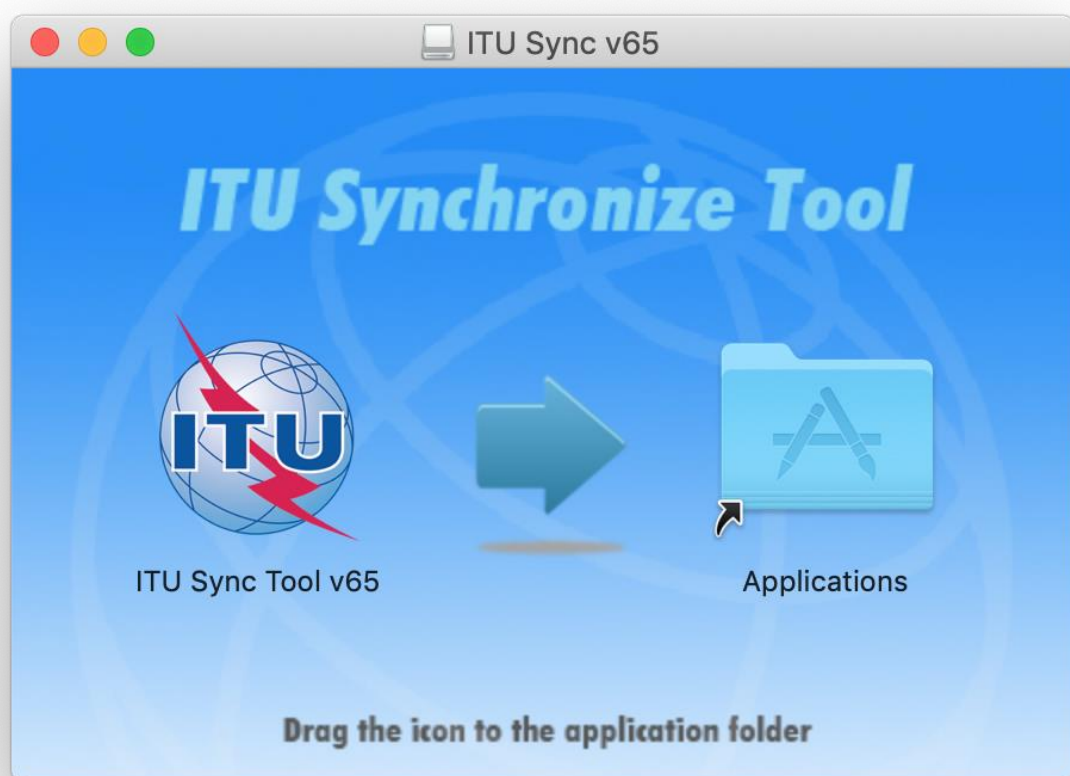 ITU Sync v65
ITU Synchronize Tool
ITU
ITU Sync Tool v65
Applications
Drag the icon to the application folder